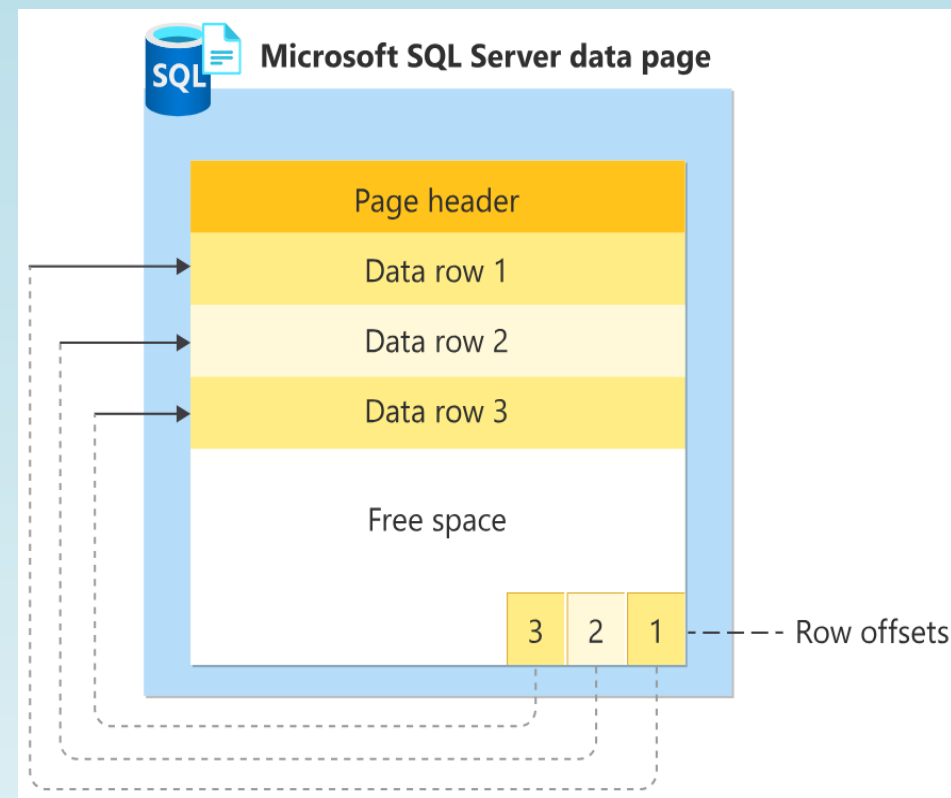 SQL
Microsoft SQL Server data page
Page header
Data row 1
Data row 2
Data row 3
Free space
3 2 1
Row offsets